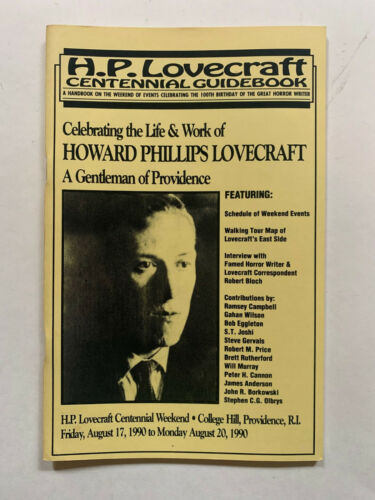 H.P. Lovecraft
CENTENNIAL GUIDEBOOK
A HANDBOOK ON THE WEEKEND OF EVENTS CELEBRATING THE 100TH BIRTHDAY OF THE GREAT HORROR WRITER
Celebrating the Life & Work of
HOWARD PHILLIPS LOVECRAFT
A Gentleman of Providence
FEATURING:
Schedule of Weekend Events
Walking Tour Map of
Lovecraft's East Side
Interview with
Famed Horror Writer &
Lovecraft Correspondent
Robert Bloch
Contributions by:
Ramsey Campbell
Gahan Wilson
Bob Eggleton
S.T. Joshi
Steve Gervais
Robert M. Price
Brett Rutherford
Will Murray
Peter H. Cannon
James Anderson
John R. Borkowski
Stephen C.G. Olbrys
H.P. Lovecraft Centennial Weekend • College Hill, Providence, R.I.
Friday, August 17, 1990 to Monday August 20, 1990